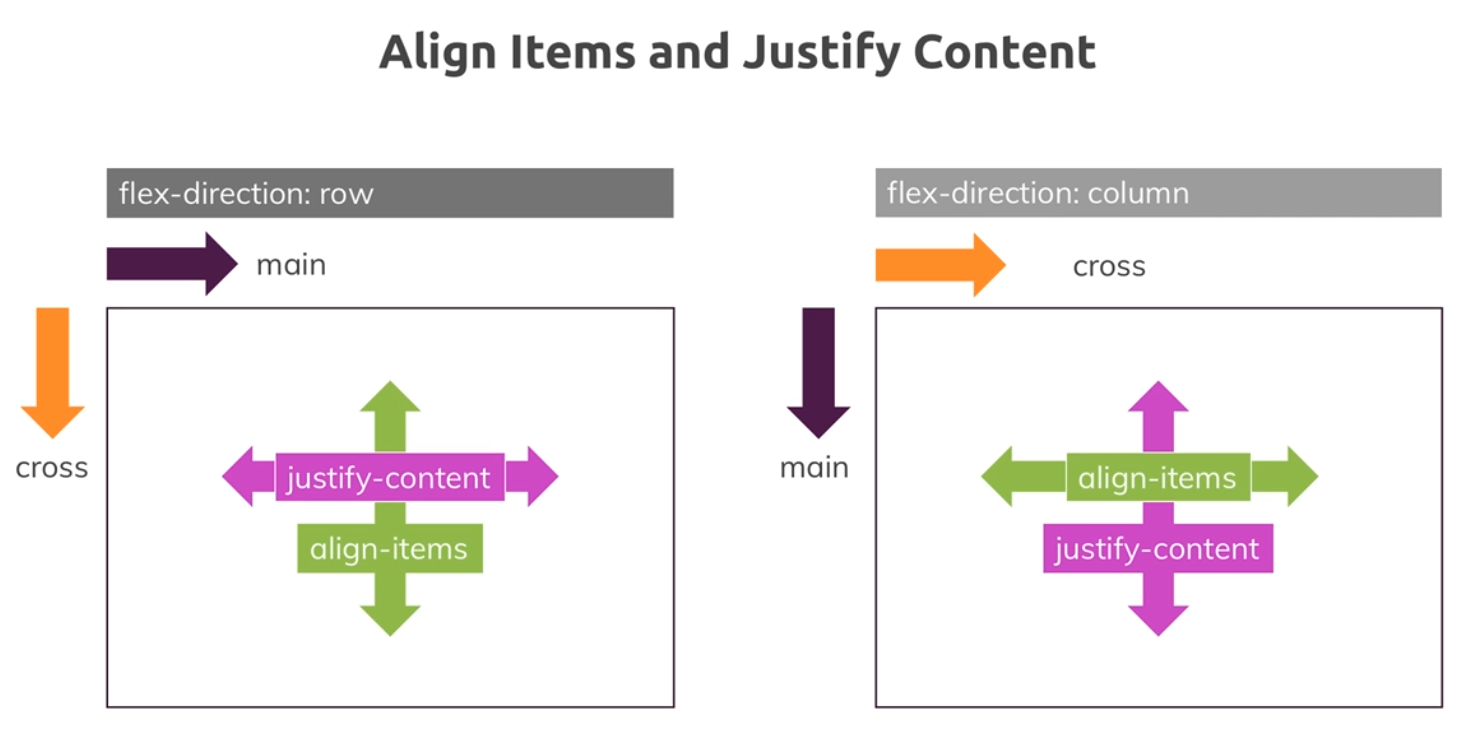 Align Items and Justify Content
flex-direction: row
main
cross
justify-content
align-items
flex-direction: column
cross
main
align-items
justify-content